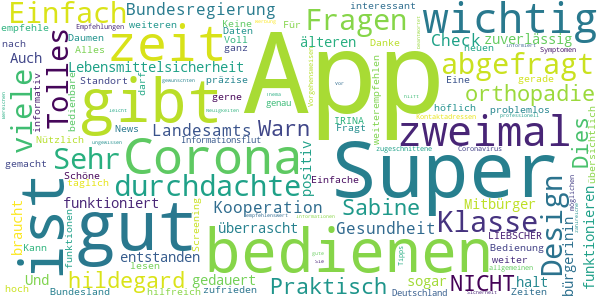 Einfach
zeit
Bundesregierung
Empfehlungen
weiteren
Keine
Für
interessant
wichtig
empfehle
Daumen
Fragen
Daten
Voll
älteren
Danke
Check
zuverlässig
nach
Alles
Tolles
Auch
Lebensmittelsicherheit
ganz
Eine
neuen
Symptomen
abgefragt
gerade
orthopädie
viele
informativ
bedienbare
Standort
darf
präzise
genau
gerne
App
weiterempfehlen
höflich
problemlos
gibt
Nützlich
News
Landesamts
Warn
IRINA
Fragt
zweimal
Dies
übersichtlich
Informationsflut
Corona
Sehr
positiv
Super
Einfache
Coronavirus
gemacht
Schöne
täglich
funktioniert
Kooperation
Sabine
Mitbürger
Design
bürgerinin
funktionieren
durchdachte
überrascht
Gesundheit
Klasse
LIEBSCHER
ist
gut
braucht
funktionen
hildegard
Screening
entstanden
bedienen
NICHT
Bedienung
weiter
Und
Kann
lesen
gedauert
sogar
halt
allgemeinen
hoch
Bundesland
hilfreich
zufrieden
Praktisch
Tipps
Deutschland
Zeiten